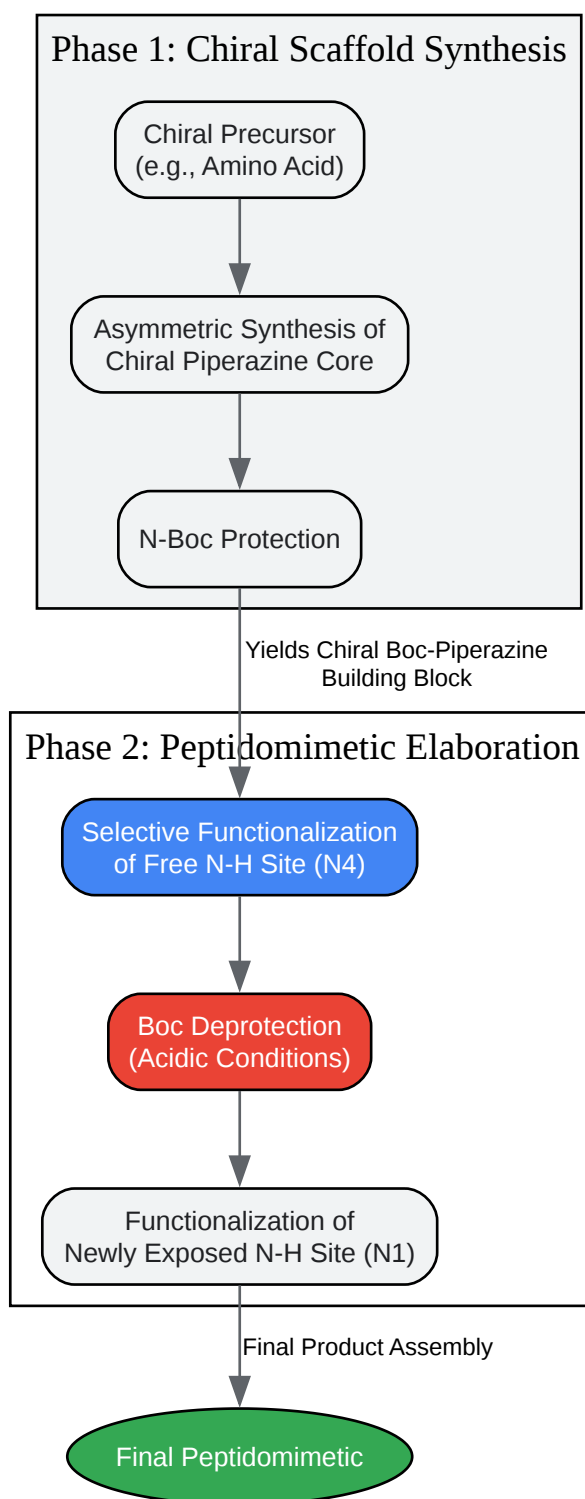 Phase 1: Chiral Scaffold Synthesis
Chiral Precursor
(e.g., Amino Acid)
Asymmetric Synthesis of
Chiral Piperazine Core
N-Boc Protection
Yields Chiral Boc-Piperazine
Building Block
Phase 2: Peptidomimetic Elaboration
Selective Functionalization
of Free N-H Site (N4)
Boc Deprotection
(Acidic Conditions)
Functionalization of
Newly Exposed N-H Site (N1)
Final Product Assembly
Final Peptidomimetic